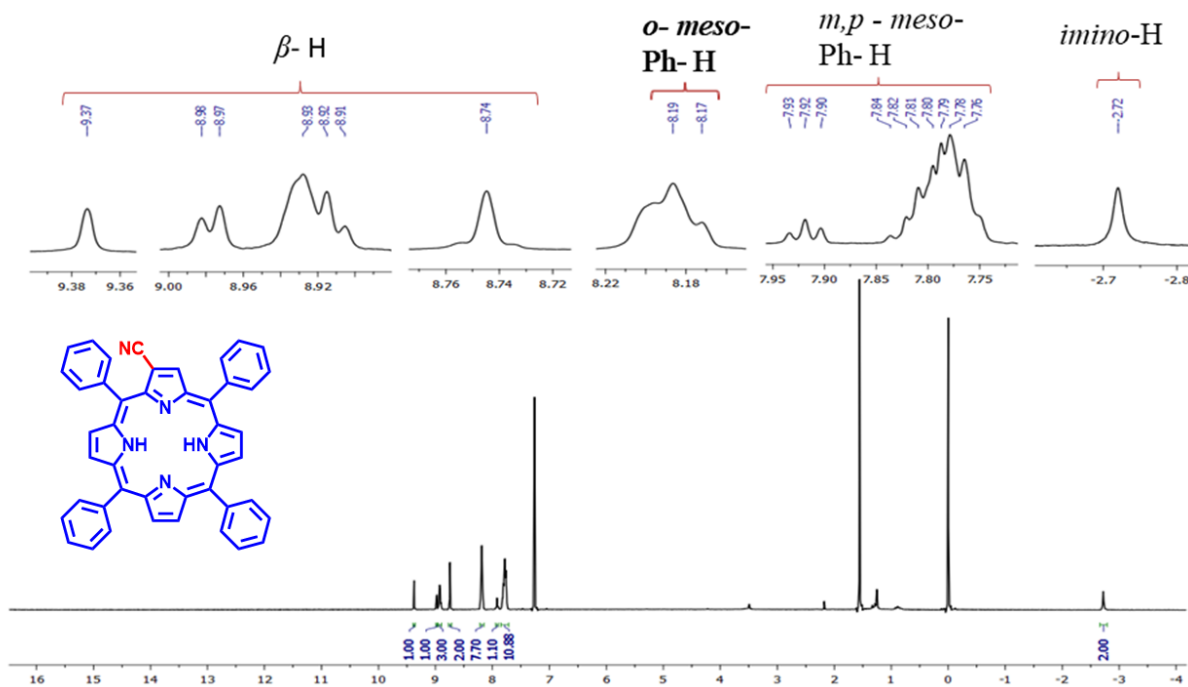 β- H
o- meso-
Ph- H
m,p - meso-
Ph- H
imino-H
9.37
8.98 8.97 8.93 8.92 8.91
8.74
8.19 8.17
7.93 7.92 7.90 7.84 7.82 7.81 7.80 7.79 7.78 7.76
-2.72
9.38 9.36
9.00 8.96 8.92
8.76 8.74 8.72
8.22 8.18
7.95 7.90 7.85 7.80 7.75
-2.7 -2.8
NC
N
NH HN
N
1.00 1.00 3.00 2.00 7.70 1.10 10.88 2.00
16 15 14 13 12 11 10 9 8 7 6 5 4 3 2 1 0 -1 -2 -3 -4